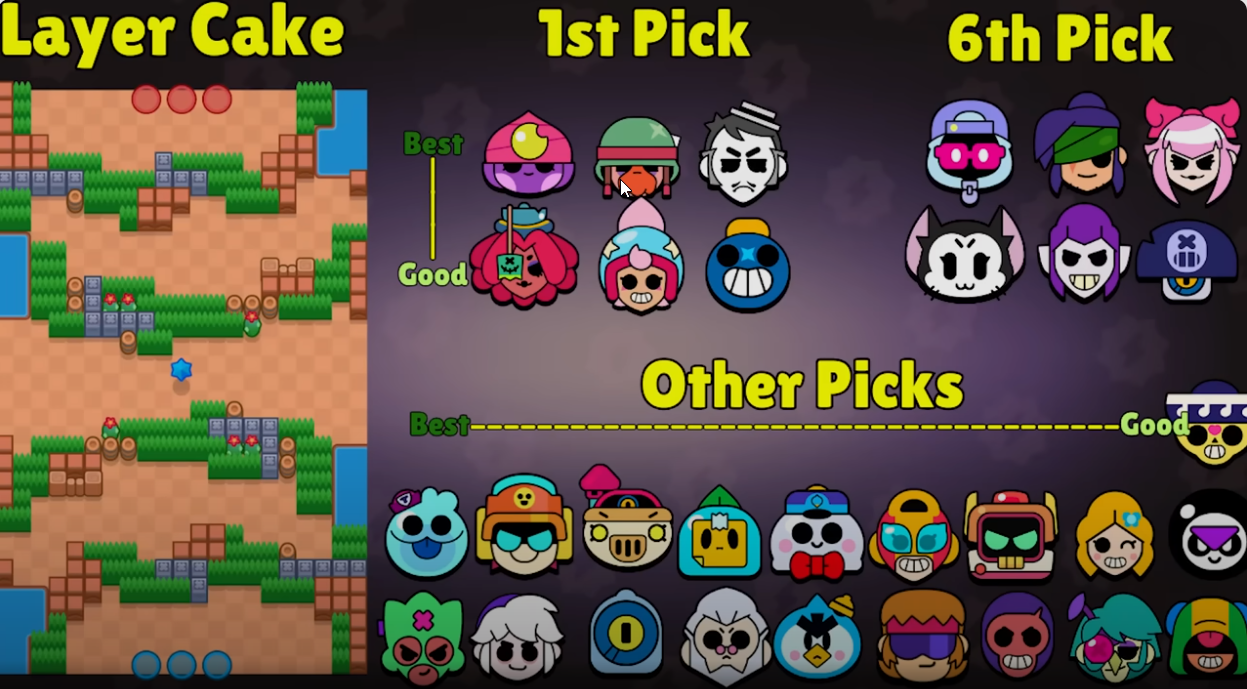 Layer Cake
1st Pick
6th Pick
Best
Good
Other Picks
Best
Good